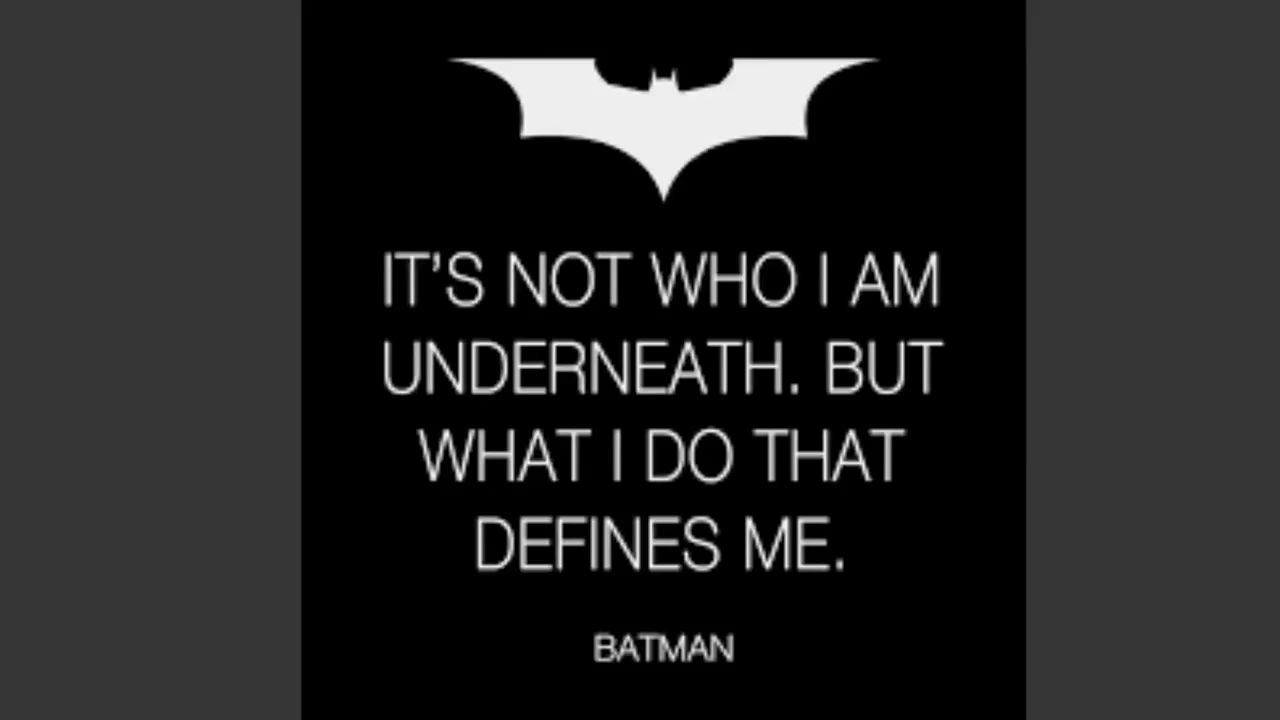 IT'S NOT WHO I AM
UNDERNEATH. BUT
WHAT I DO THAT
DEFINES ME.
BATMAN